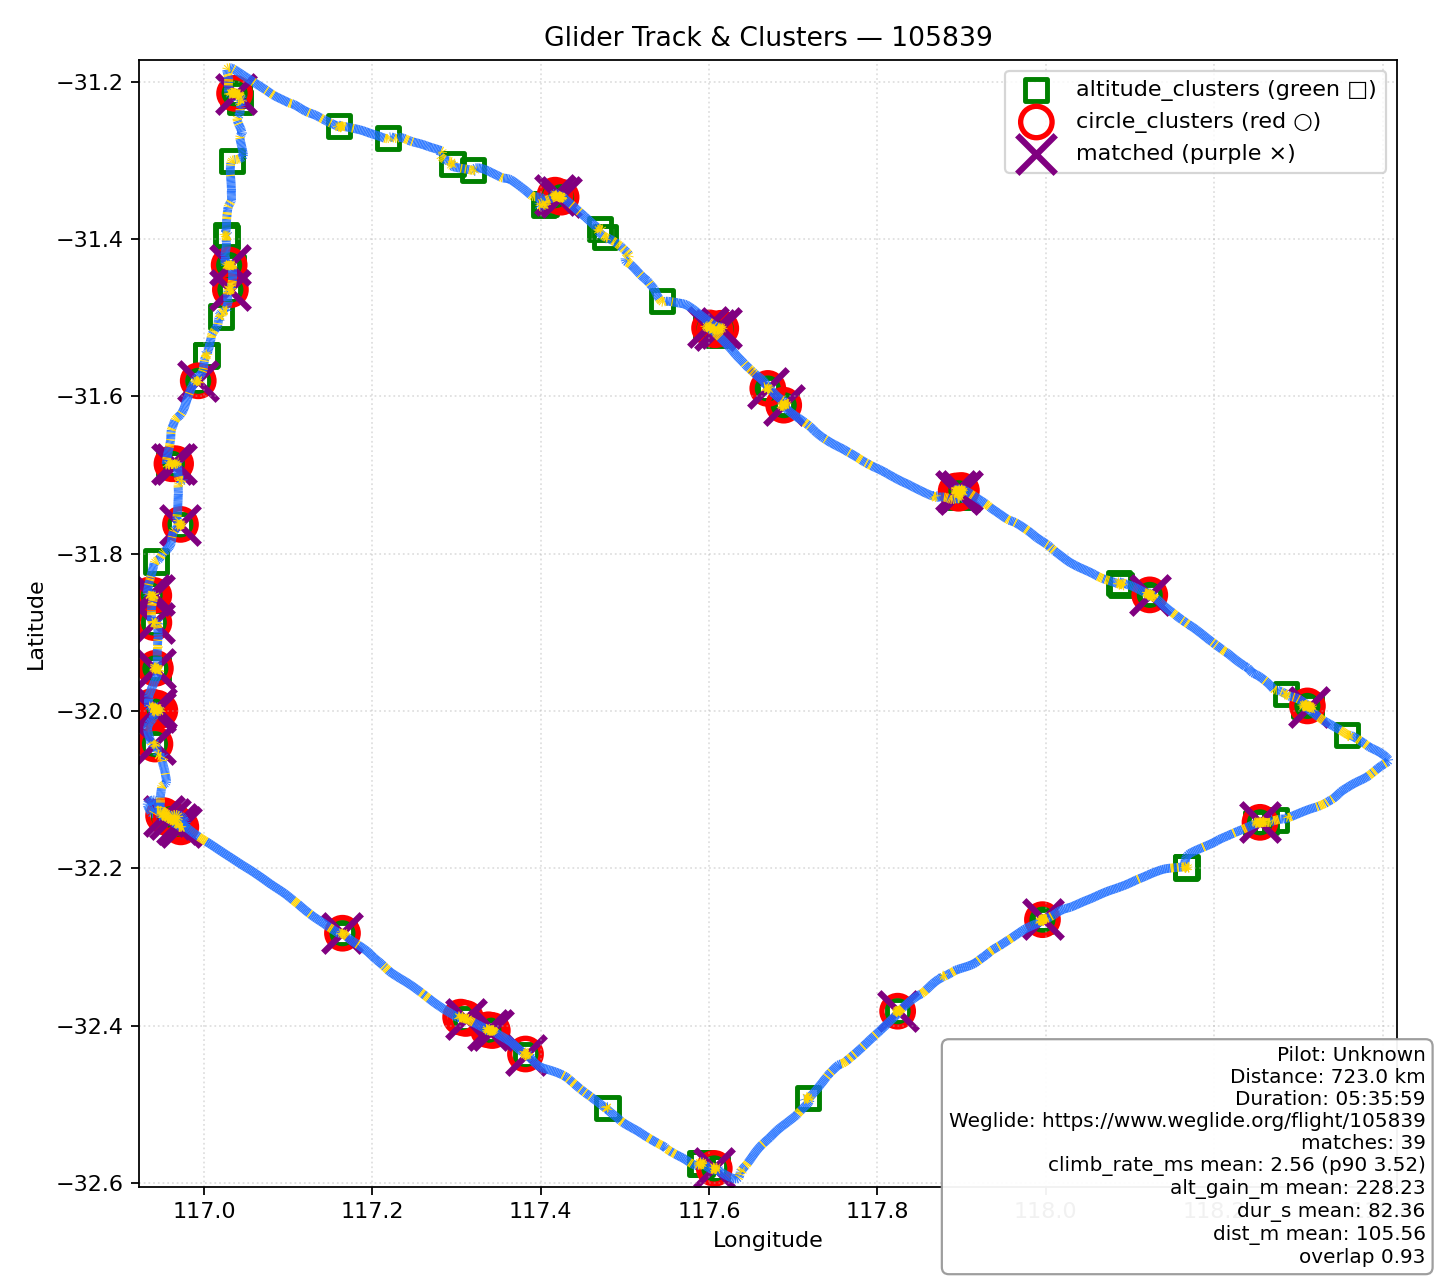 Glider Track & Clusters — 105839
altitude_clusters (green □)
circle_clusters (red ○)
matched (purple ×)
−31.2
−31.4
−31.6
−31.8
−32.0
−32.2
−32.4
−32.6
Latitude
117.0
117.2
117.4
117.6
117.8
118.0
Longitude
Pilot: Unknown
Distance: 723.0 km
Duration: 05:35:59
Weglide: https://www.weglide.org/flight/105839
matches: 39
climb_rate_ms mean: 2.56 (p90 3.52)
alt_gain_m mean: 228.23
dur_s mean: 82.36
dist_m mean: 105.56
overlap 0.93